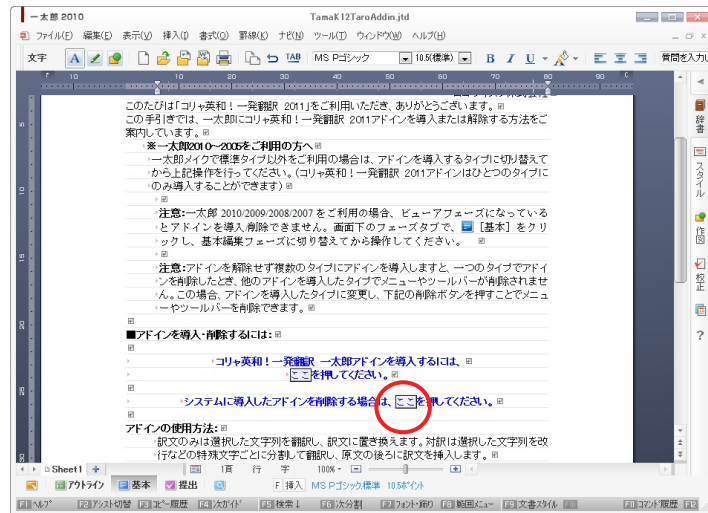 一太郎 2010
TamaK12TaroAddin.jtd
ファイル(F) 編集(E) 表示(V) 挿入(I) 書式(O) 罫線(K) ナビ(N) ツール(T) ウィンドウ(W) ヘルプ(H)
文字 A MS Pゴシック 10.5(標準) B I U A 質問を入力し
10 10 20 30 40 50 60 70 80 90
このたびは「コリャ英和！一発翻訳 2011」をご利用いただき、ありがとうございます。
この手引きでは、一太郎にコリャ英和！一発翻訳 2011アドインを導入または解除する方法をご
案内しています。
※一太郎2010～2005をご利用の方へ
一太郎メイクで標準タイプ以外をご利用の場合は、アドインを導入するタイプに切り替えて
から上記操作を行ってください。（コリャ英和！一発翻訳 2011アドインはひとつのタイプに
のみ導入することができます）
注意:一太郎 2010/2009/2008/2007 をご利用の場合、ビューアフェーズになっている
とアドインを導入/削除できません。画面下のフェーズタブで、 [基本] をクリ
ックし、基本編集フェーズに切り替えてから操作してください。
注意:アドインを解除せず複数のタイプにアドインを導入しますと、一つのタイプでアドイ
ンを削除したとき、他のアドインを導入したタイプでメニューやツールバーが削除されませ
ん。この場合、アドインを導入したタイプに変更し、下記の削除ボタンを押すことでメニュ
ーやツールバーを削除できます。
■アドインを導入・削除するには:
コリャ英和！一発翻訳 一太郎アドインを導入するには、
ここを押してください。
システムに導入したアドインを削除する場合は、ここを押してください。
アドインの使用方法:
訳文のみは選択した文字列を翻訳し、訳文に置き換えます。対訳は選択した文字列を改
行などの特殊文字ごとに分割して翻訳し、原文の後ろに訳文を挿入します。
辞書
スタイル
作図
校正
?
Sheet1 1頁 行 字 100%
アウトライン 基本 提出 F 挿入 MS Pゴシック標準 10.5ポイント
F1 ヘルプ F2 アシスト切替 F3 コピー履歴 F4 次ガイド F5 検索↓ F6 次分割 F7 フォント・飾り F8 範囲メニュー F9 文書スタイル F10 F11 コマンド履歴 F12